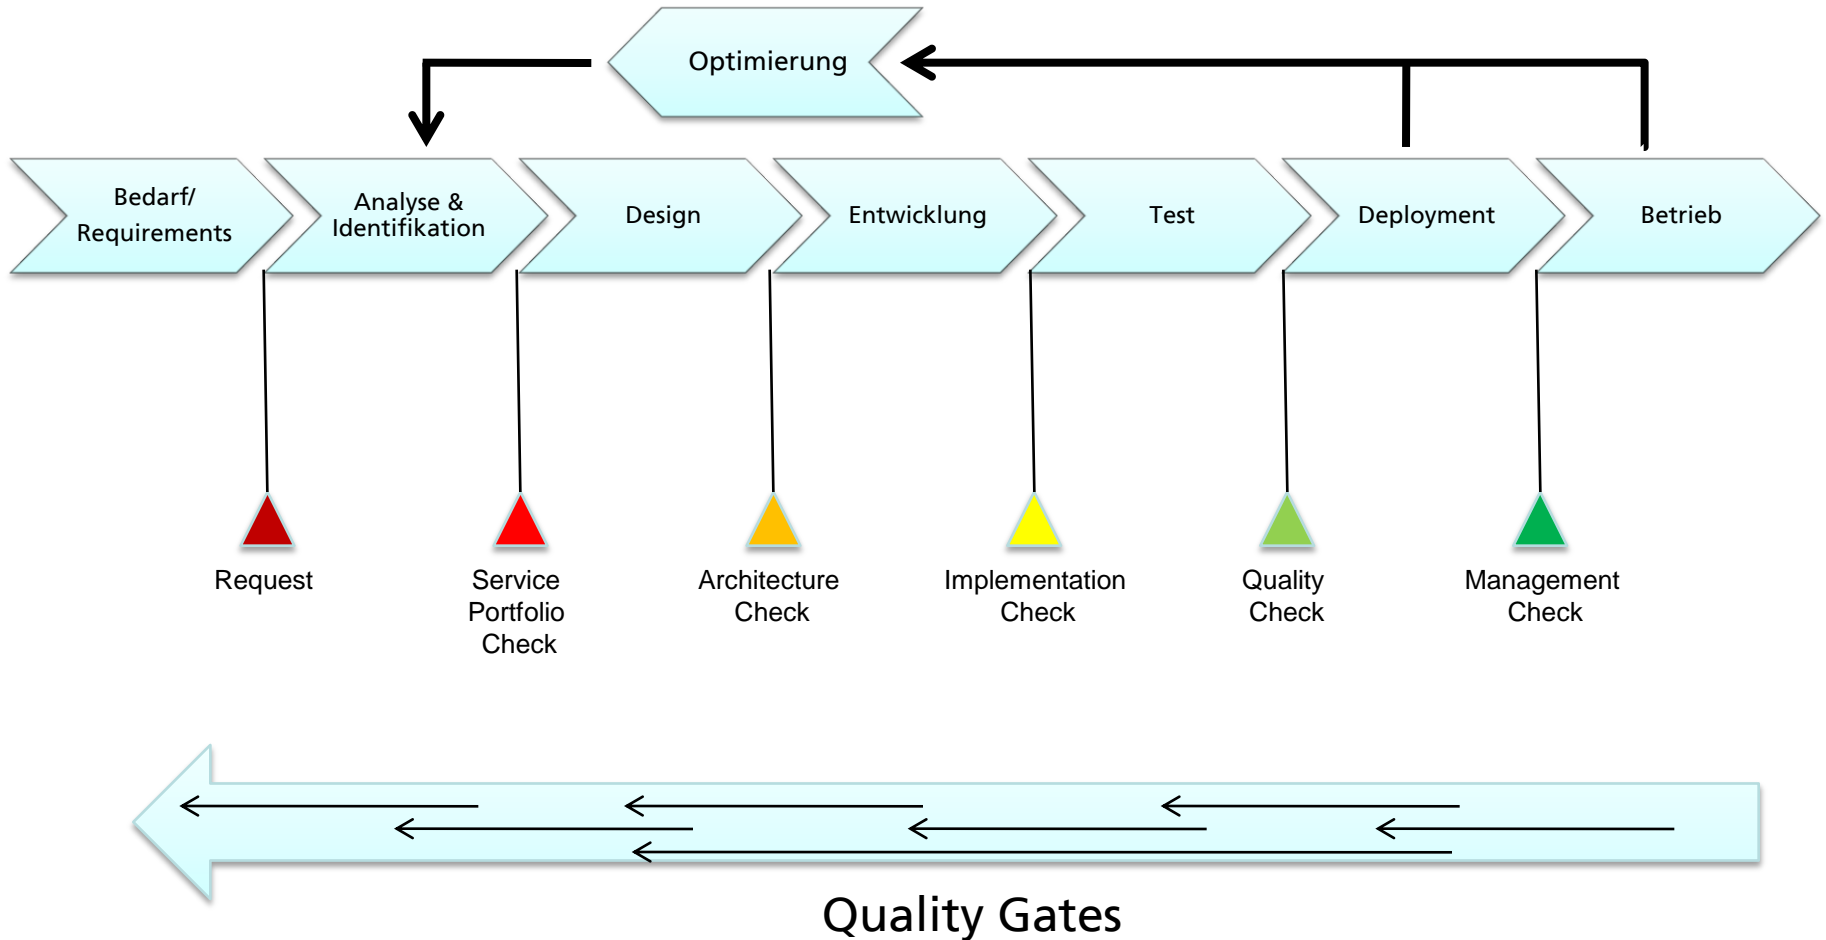 Optimierung
Bedarf/
Requirements
Analyse &
Identifikation
Design
Entwicklung
Test
Deployment
Betrieb
Request
Service
Portfolio
Check
Architecture
Check
Implementation
Check
Quality
Check
Management
Check
Quality Gates